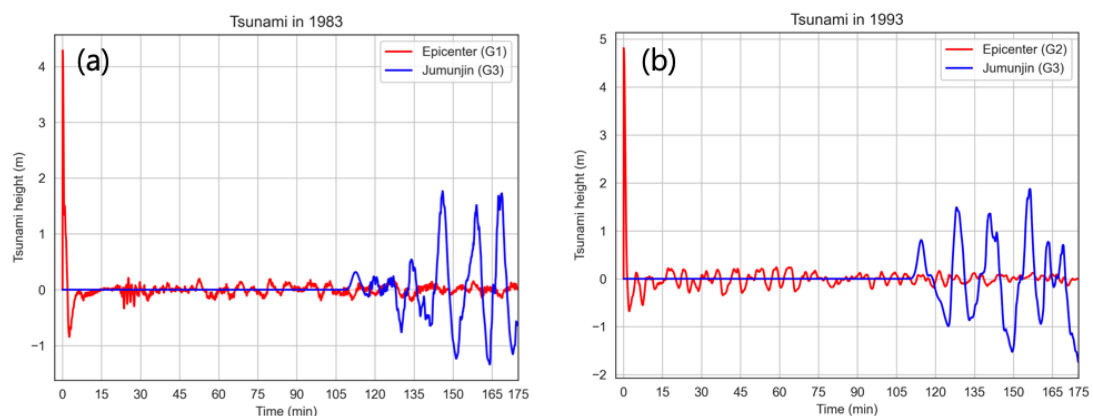 Tsunami in 1983
(a)
Epicenter (G1)
Jumunjin (G3)
Tsunami height (m)
4
3
2
1
0
−1
0 15 30 45 60 75 90 105 120 135 150 165 175
Time (min)
Tsunami in 1993
(b)
Epicenter (G2)
Jumunjin (G3)
Tsunami height (m)
5
4
3
2
1
0
−1
−2
0 15 30 45 60 75 90 105 120 135 150 165 175
Time (min)